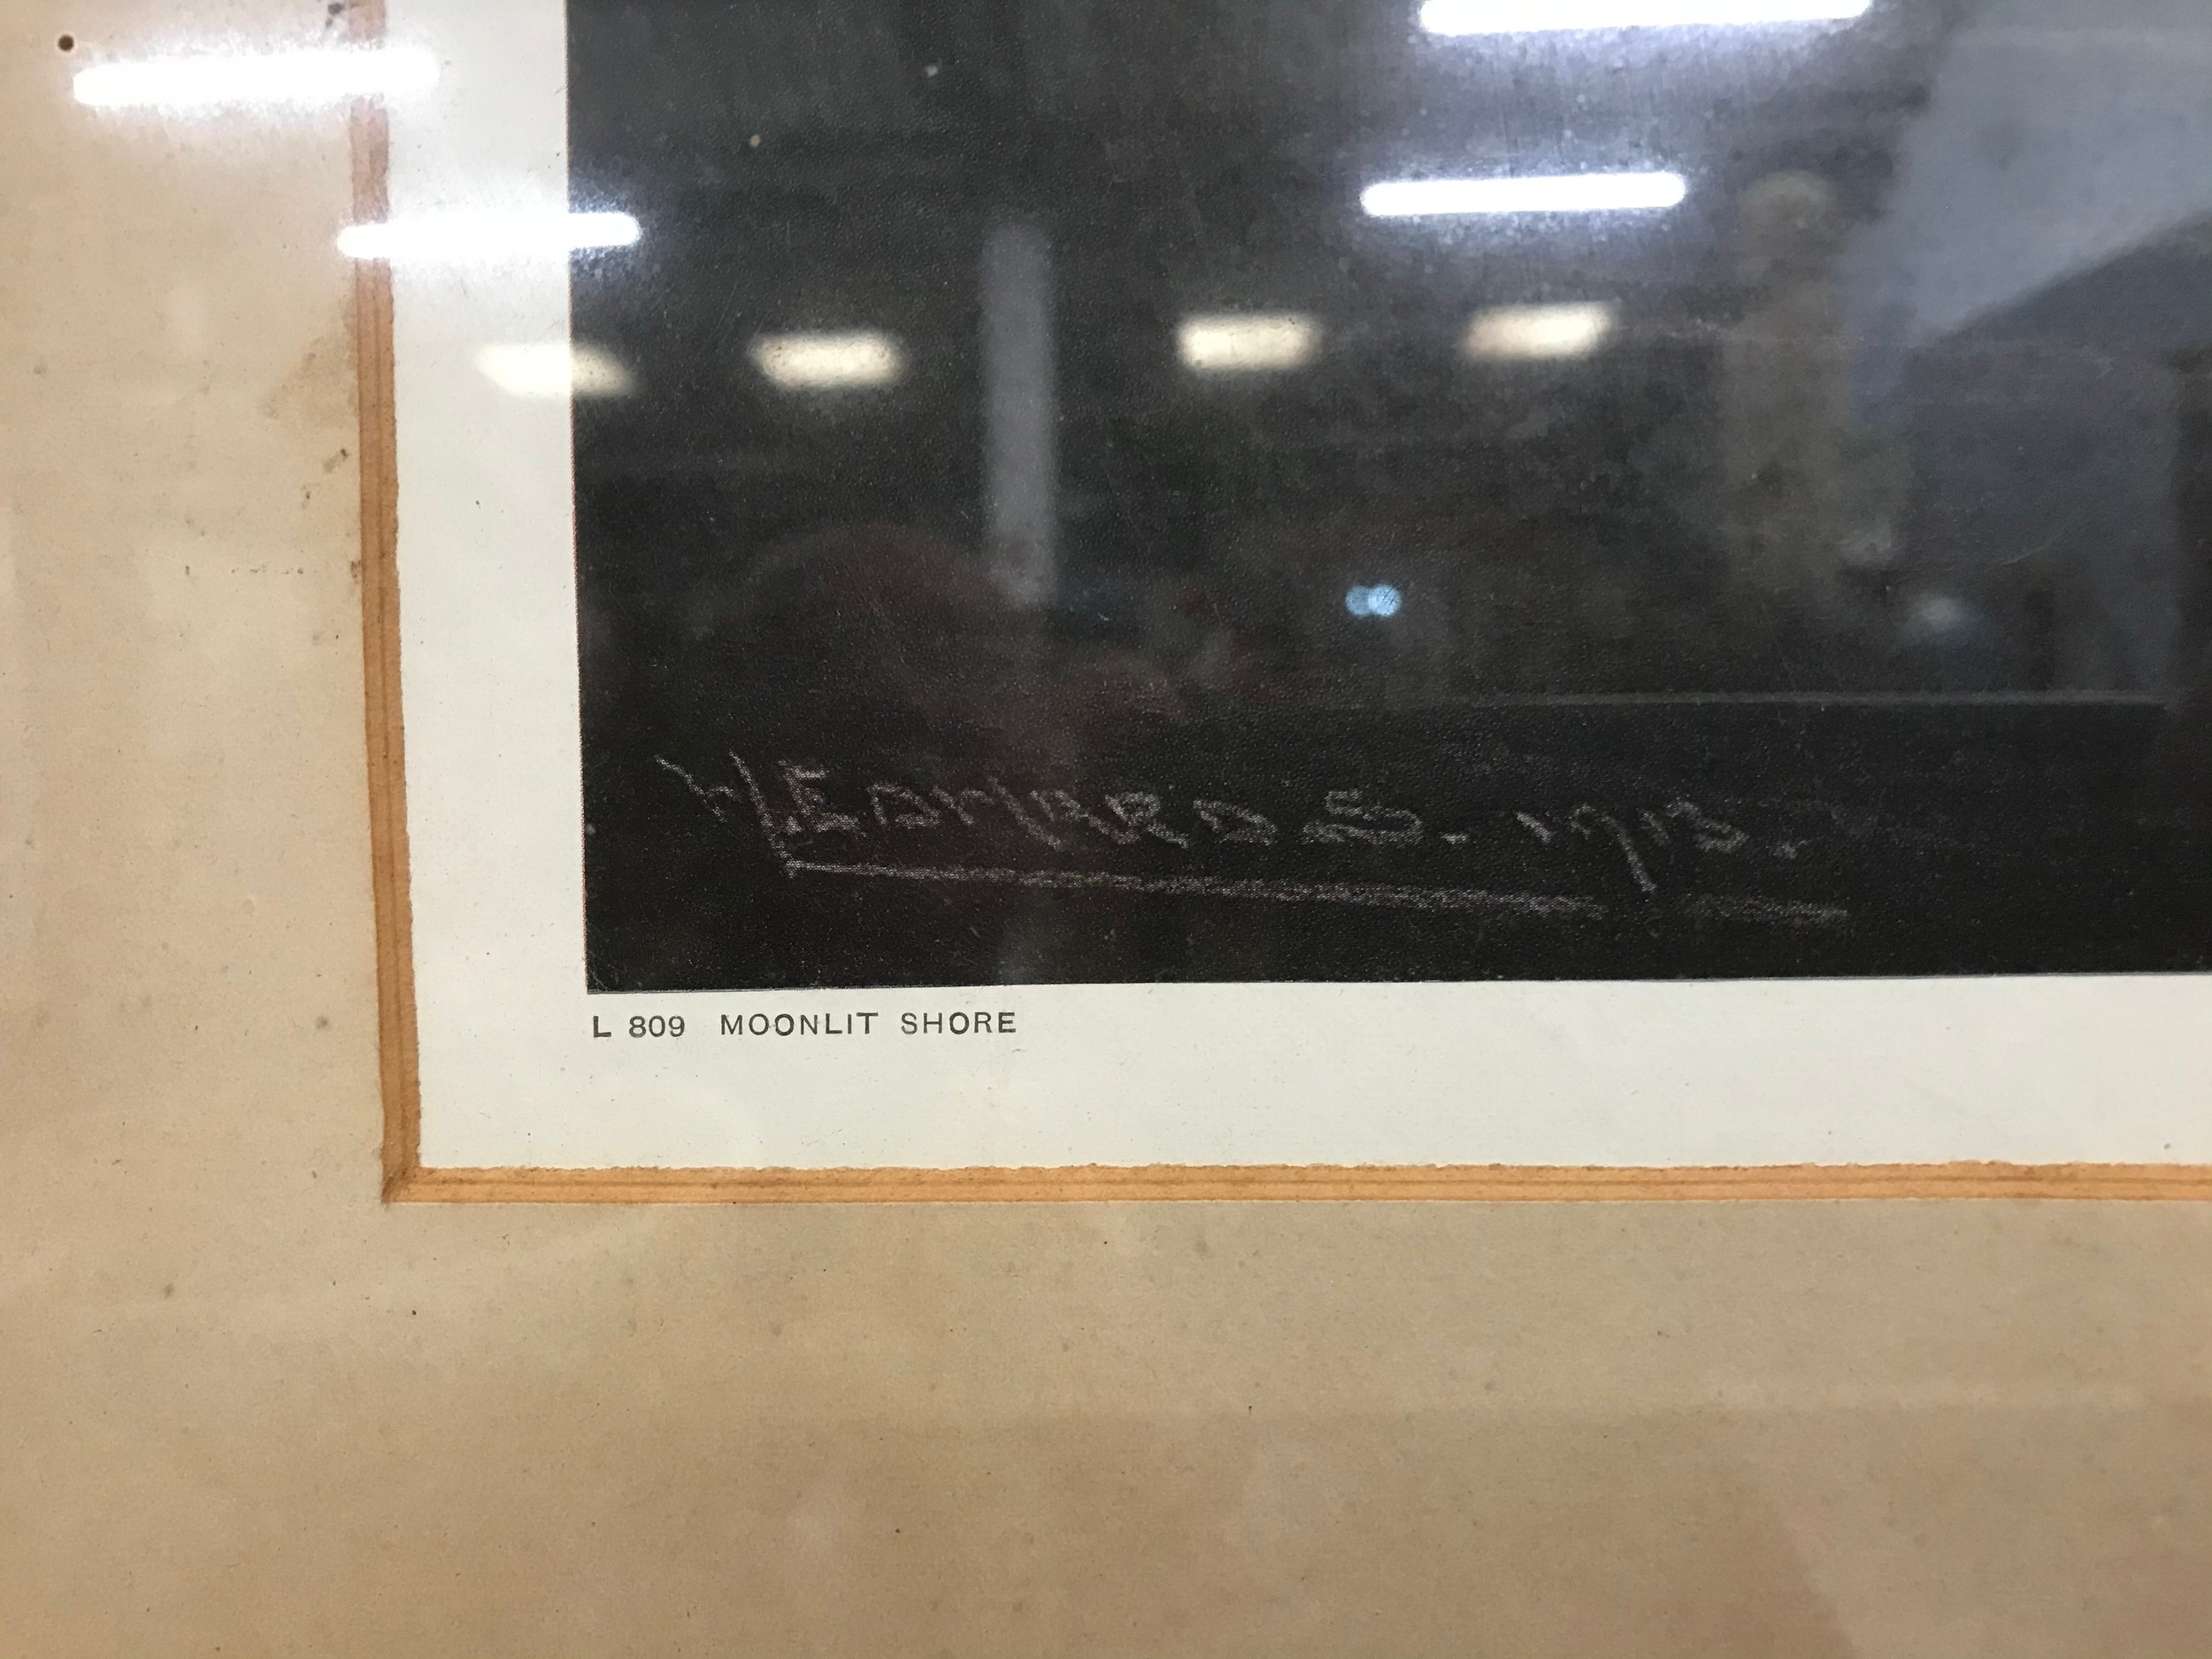 H. EDWARDS. 1913.
L 809 MOONLIT SHORE